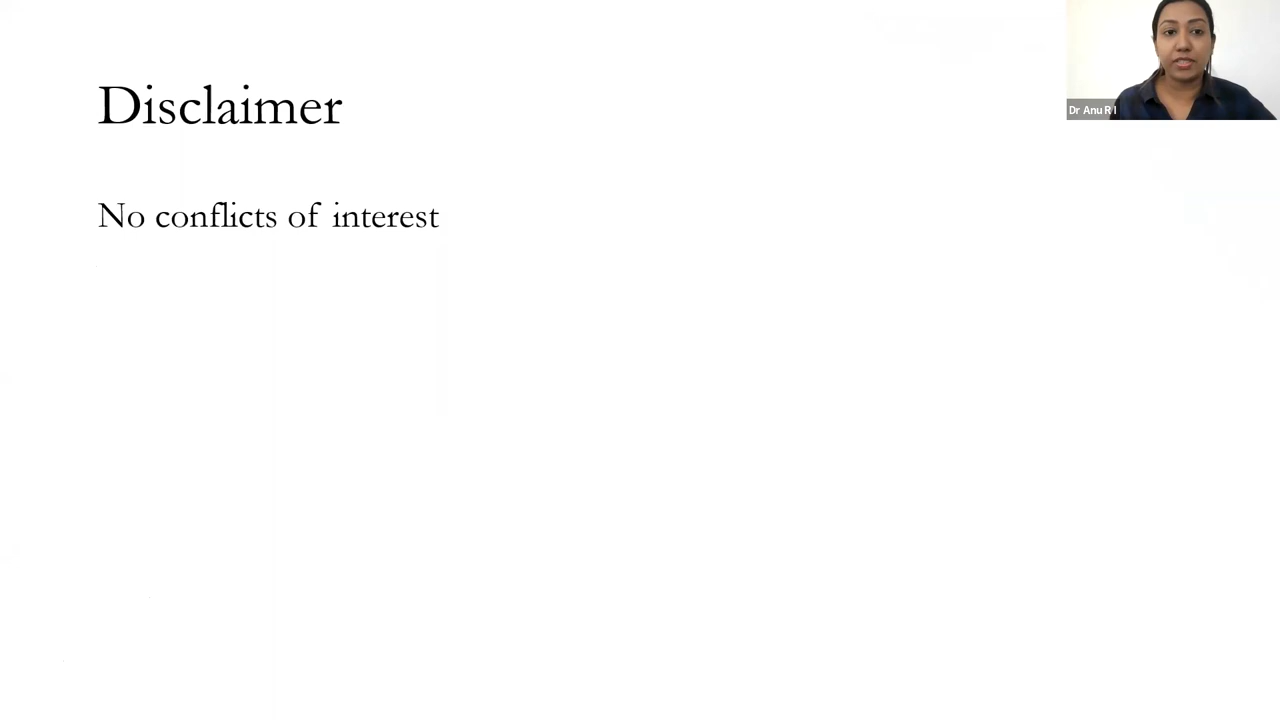 Disclaimer
No conflicts of interest
Dr Anu R I